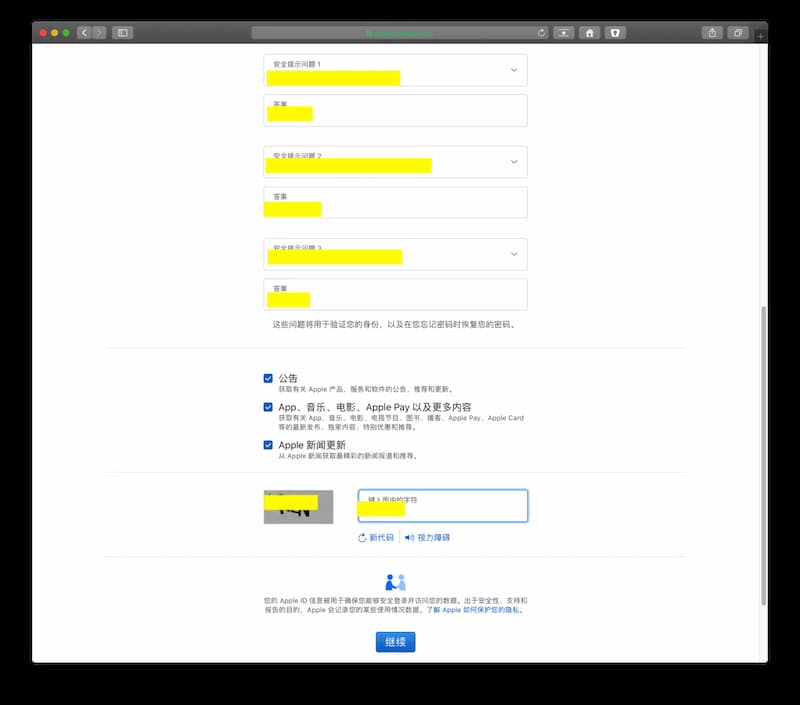 安全提示问题 1
答案
安全提示问题 2
答案
安全提示问题 3
答案
这些问题将用于验证您的身份、以及在您忘记密码时恢复您的密码。
公告
获取有关 Apple 产品、服务和软件的公告、推荐和更新。
App、音乐、电影、Apple Pay 以及更多内容
获取有关 App、音乐、电影、电视节目、图书、播客、Apple Pay、Apple Card
等的最新发布、独家内容、特别优惠和推荐。
Apple 新闻更新
从 Apple 新闻获取最精彩的新闻报道和推荐。
键入图中的字符
新代码
视力障碍
您的 Apple ID 信息被用于确保您能够安全登录并访问您的数据。出于安全性、支持和
报告的目的，Apple 会记录您的某些使用情况数据。了解 Apple 如何保护您的隐私。
继续